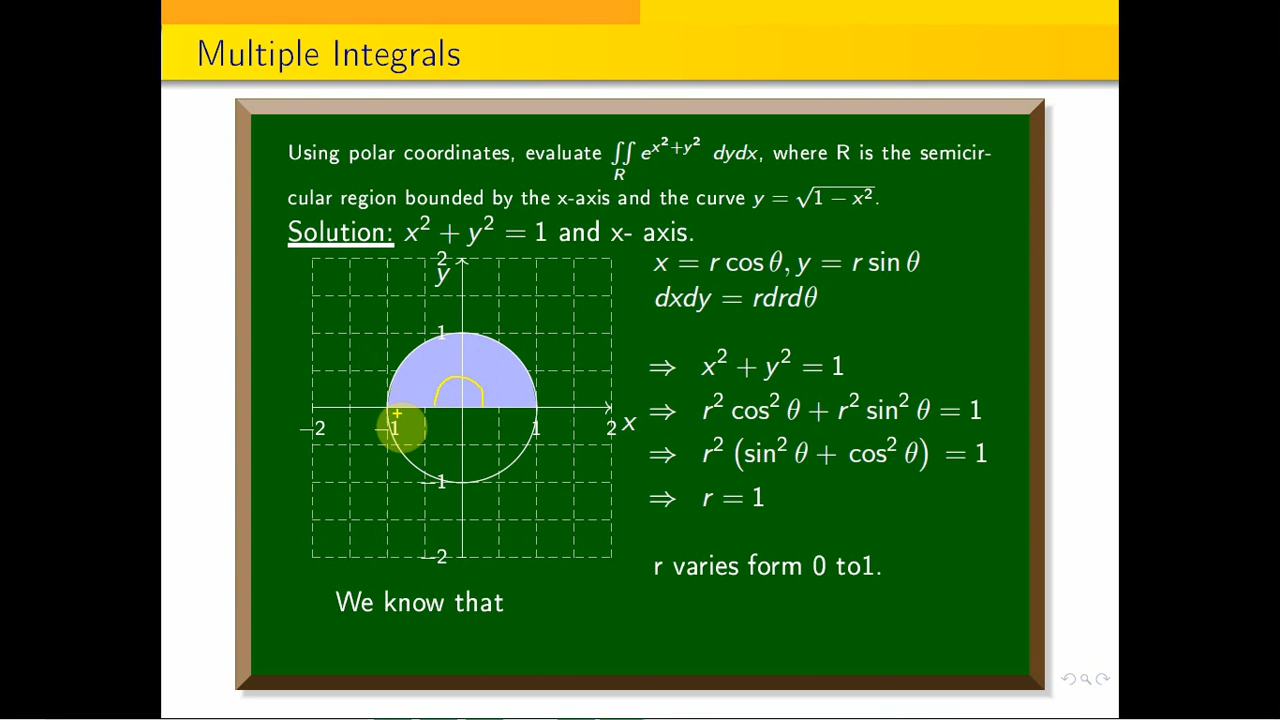 Multiple Integrals
Using polar coordinates, evaluate ∬_R e^{x²+y²} dydx, where R is the semicir-
cular region bounded by the x-axis and the curve y = √(1 − x²).
Solution: x² + y² = 1 and x- axis.
x = r cos θ, y = r sin θ
dxdy = rdrdθ
⇒ x² + y² = 1
⇒ r² cos² θ + r² sin² θ = 1
⇒ r² (sin² θ + cos² θ) = 1
⇒ r = 1
r varies form 0 to1.
2
y
1
−2 −1 1 2 x
−1
−2
We know that